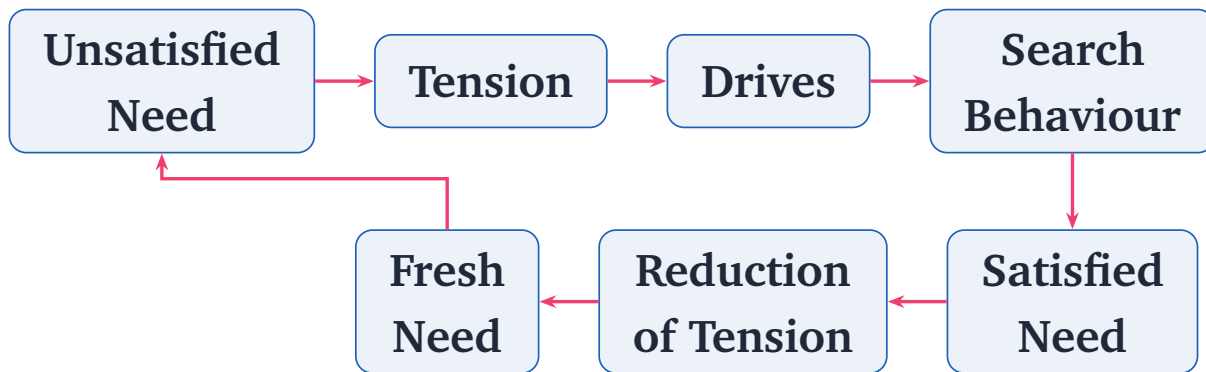 Unsatisfied
Need
Tension
Drives
Search
Behaviour
Satisfied
Need
Reduction
of Tension
Fresh
Need